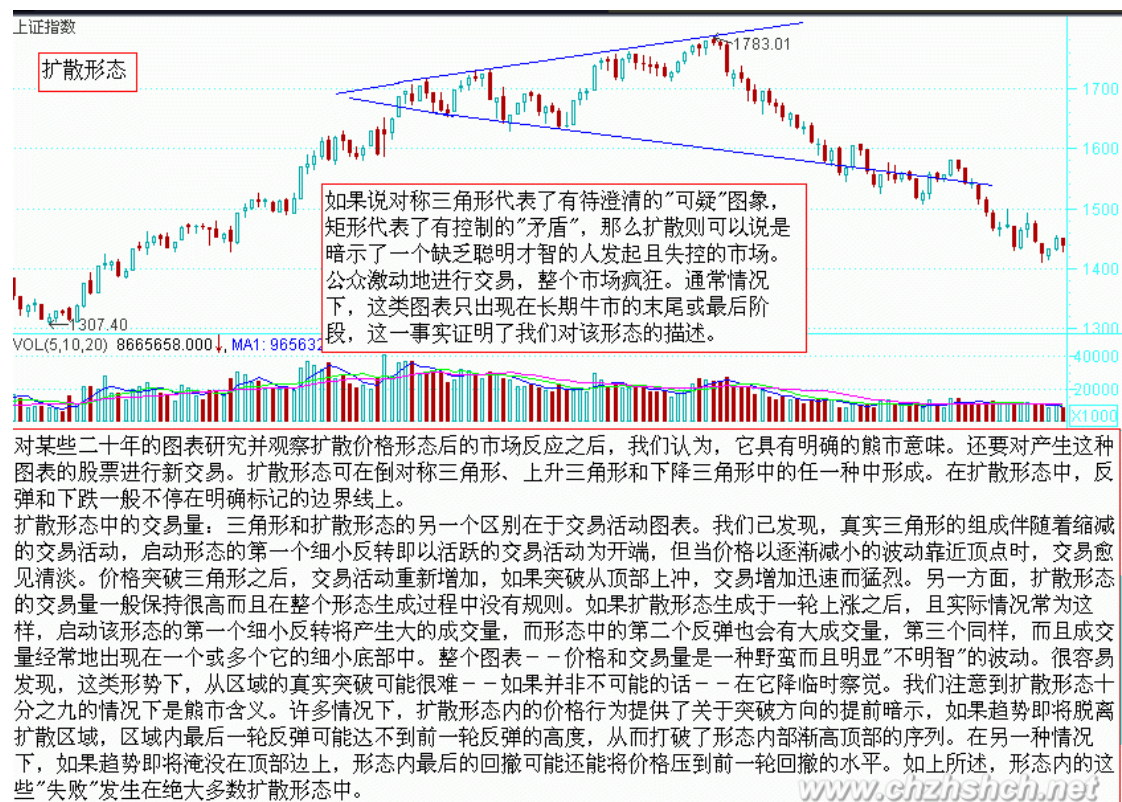 上证指数
扩散形态
1783.01
1700
1600
1500
1400
1300
1307.40
如果说对称三角形代表了有待澄清的"可疑"图象，
矩形代表了有控制的"矛盾"，那么扩散则可以说是
暗示了一个缺乏聪明才智的人发起且失控的市场。
公众激动地进行交易，整个市场疯狂。通常情况
下，这类图表只出现在长期牛市的末尾或最后阶
段，这一事实证明了我们对该形态的描述。
VOL(5,10,20) 8665658.000↓, MA1: 965632
40000
20000
X1000
对某些二十年的图表研究并观察扩散价格形态后的市场反应之后，我们认为，它具有明确的熊市意味。还要对产生这种
图表的股票进行新交易。扩散形态可在倒对称三角形、上升三角形和下降三角形中的任一种中形成。在扩散形态中，反
弹和下跌一般不停在明确标记的边界线上。
扩散形态中的交易量：三角形和扩散形态的另一个区别在于交易活动图表。我们已发现，真实三角形的组成伴随着缩减
的交易活动，启动形态的第一个细小反转即以活跃的交易活动为开端，但当价格以逐渐减小的波动靠近顶点时，交易愈
见清淡。价格突破三角形之后，交易活动重新增加，如果突破从顶部上冲，交易增加迅速而猛烈。另一方面，扩散形态
的交易量一般保持很高而且在整个形态生成过程中没有规则。如果扩散形态生成于一轮上涨之后，且实际情况常为这
样，启动该形态的第一个细小反转将产生大的成交量，而形态中的第二个反弹也会有大成交量，第三个同样，而且成交
量经常地出现在一个或多个它的细小底部中。整个图表－－价格和交易量是一种野蛮而且明显"不明智"的波动。很容易
发现，这类形势下，从区域的真实突破可能很难－－如果并非不可能的话－－在它降临时察觉。我们注意到扩散形态十
分之九的情况下是熊市含义。许多情况下，扩散形态内的价格行为提供了关于突破方向的提前暗示，如果趋势即将脱离
扩散区域，区域内最后一轮反弹可能达不到前一轮反弹的高度，从而打破了形态内部渐高顶部的序列。在另一种情况
下，如果趋势即将淹没在顶部边上，形态内最后的回撤可能还能将价格压到前一轮回撤的水平。如上所述，形态内的这
些"失败"发生在绝大多数扩散形态中。
www.chzhshch.net